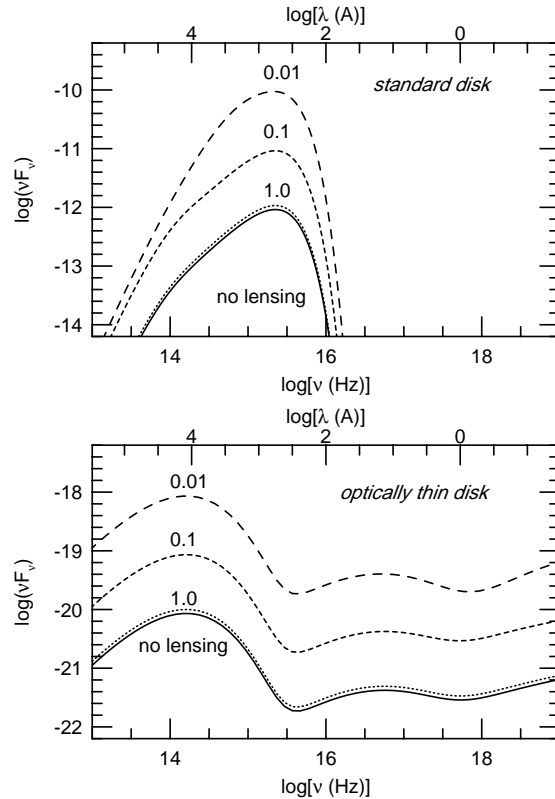 log[λ (A)]
4 2 0
0.01
standard disk
-10
0.1
-11
log(νFν)
1.0
-12
-13
no lensing
-14
14 16 18
log[ν (Hz)]
log[λ (A)]
4 2 0
0.01
optically thin disk
-18
0.1
-19
log(νFν)
1.0
-20
no lensing
-21
-22
14 16 18
log[ν (Hz)]